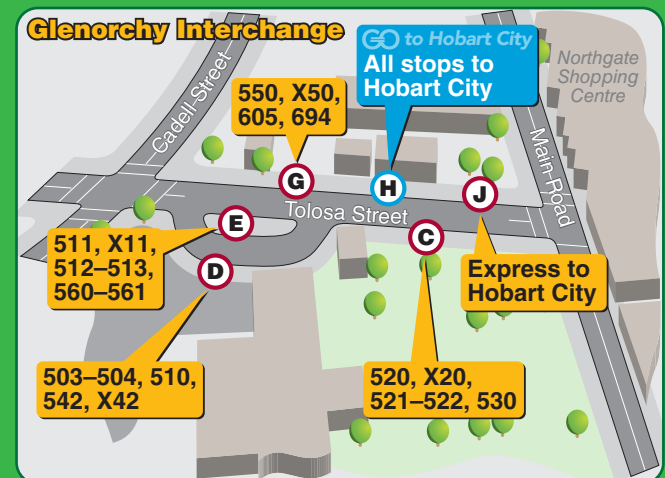 Glenorchy Interchange
GO to Hobart City
All stops to
Hobart City
Northgate
Shopping
Centre
Cadell Street
550, X50,
605, 694
Main Road
G
H
J
Tolosa Street
E
C
D
511, X11,
512–513,
560–561
Express to
Hobart City
503–504, 510,
542, X42
520, X20,
521–522, 530